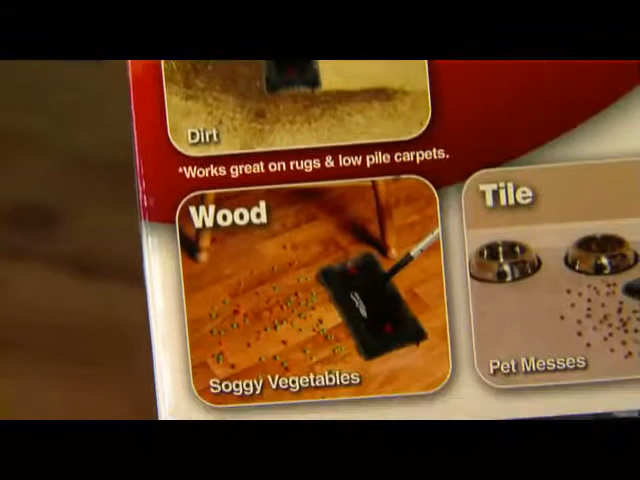 Dirt
*Works great on rugs & low pile carpets.
Wood
Tile
Soggy Vegetables
Pet Messes